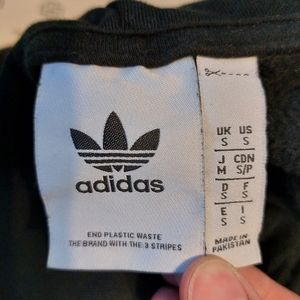 adidas
END PLASTIC WASTE
THE BRAND WITH THE 3 STRIPES
UK US
S S
J CDN
M S/P
D F
S S
E I
S S
MADE IN
PAKISTAN